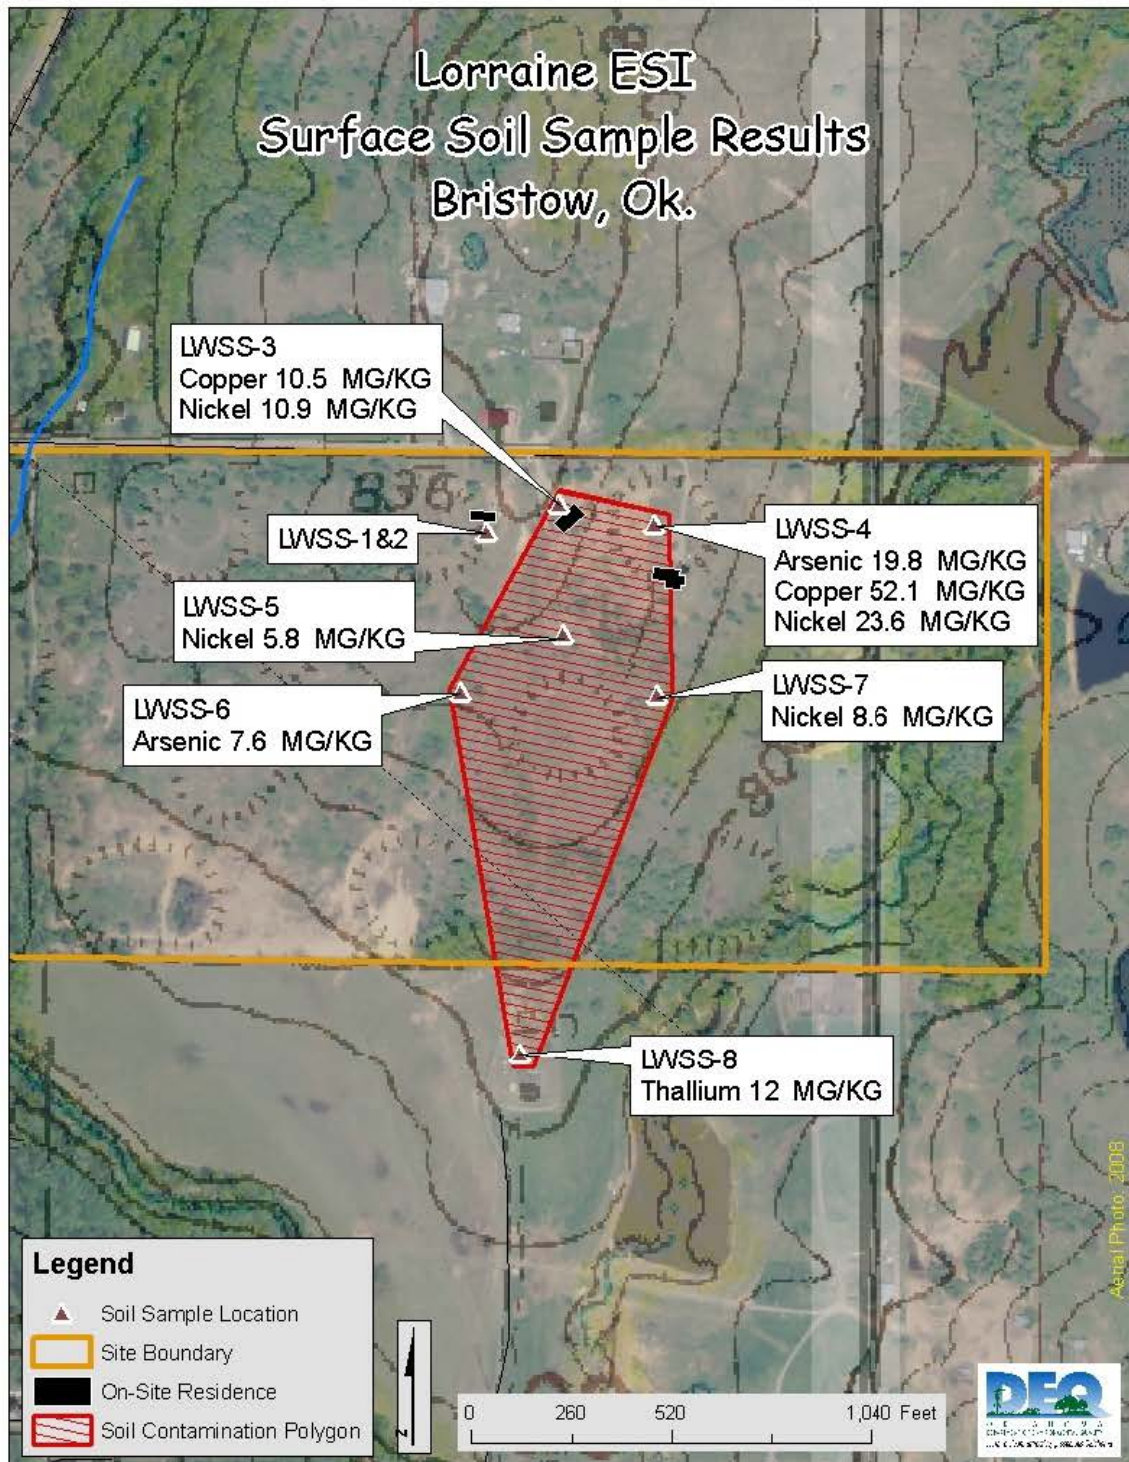 Lorraine ESI
Surface Soil Sample Results
Bristow, Ok.
LWSS-3
Copper 10.5 MG/KG
Nickel 10.9 MG/KG
836
LWSS-1&2
LWSS-4
Arsenic 19.8 MG/KG
Copper 52.1 MG/KG
Nickel 23.6 MG/KG
LWSS-5
Nickel 5.8 MG/KG
LWSS-6
Arsenic 7.6 MG/KG
LWSS-7
Nickel 8.6 MG/KG
LWSS-8
Thallium 12 MG/KG
Aerial Photo, 2008
Legend
Soil Sample Location
Site Boundary
On-Site Residence
Soil Contamination Polygon
N
0 260 520 1,040 Feet
DEQ